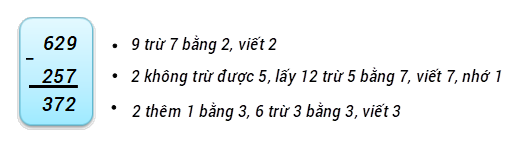 629
-
257
372
• 9 trừ 7 bằng 2, viết 2
• 2 không trừ được 5, lấy 12 trừ 5 bằng 7, viết 7, nhớ 1
• 2 thêm 1 bằng 3, 6 trừ 3 bằng 3, viết 3